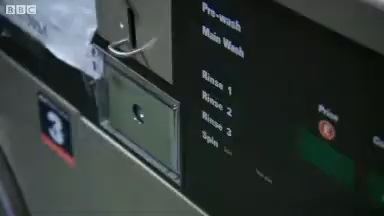 BBC
Pre-wash
Main Wash
Rinse 1
Rinse 2
Rinse 3
Spin
Price
£
3